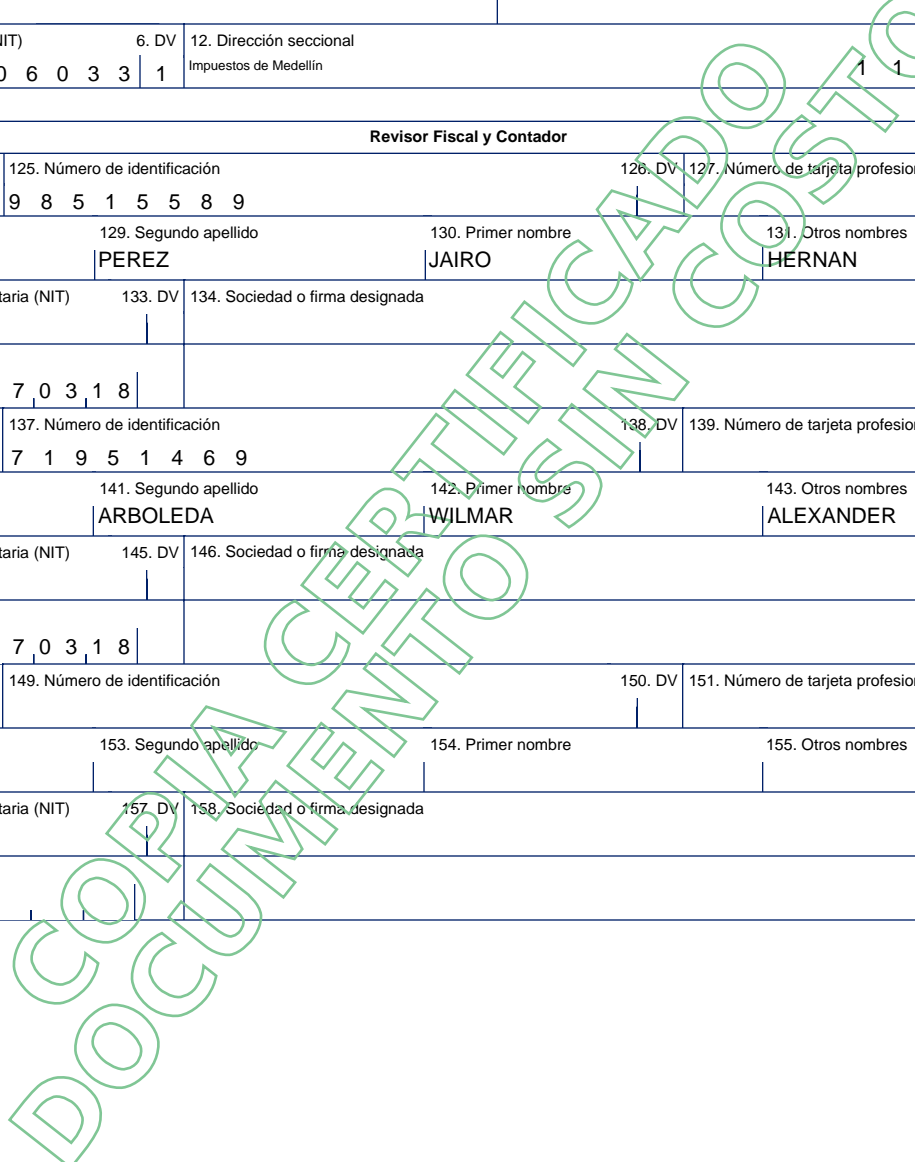 IT) 6. DV 12. Dirección seccional
0 6 0 3 3 1 Impuestos de Medellín 1 1
Revisor Fiscal y Contador
125. Número de identificación 126. DV 127. Número de tarjeta profesion
9 8 5 1 5 5 8 9
129. Segundo apellido 130. Primer nombre 131. Otros nombres
PEREZ JAIRO HERNAN
taria (NIT) 133. DV 134. Sociedad o firma designada
7 0 3 1 8
137. Número de identificación 138. DV 139. Número de tarjeta profesion
7 1 9 5 1 4 6 9
141. Segundo apellido 142. Primer nombre 143. Otros nombres
ARBOLEDA WILMAR ALEXANDER
taria (NIT) 145. DV 146. Sociedad o firma designada
7 0 3 1 8
149. Número de identificación 150. DV 151. Número de tarjeta profesion
153. Segundo apellido 154. Primer nombre 155. Otros nombres
taria (NIT) 157. DV 158. Sociedad o firma designada
COPIA CERTIFICADO
DOCUMENTO SIN COSTO